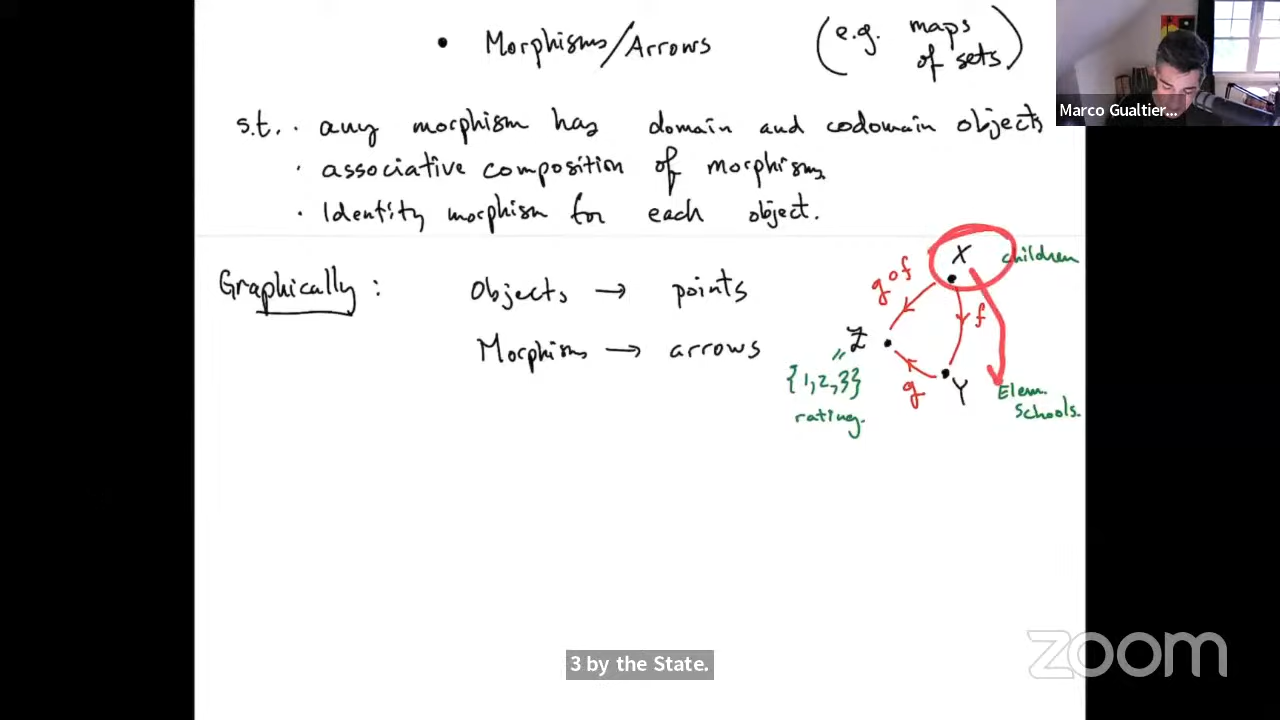 • Morphisms/Arrows (e.g. maps of sets)
s.t. · any morphism has domain and codomain objects
· associative composition of morphisms.
· Identity morphism for each object.
Graphically : Objects → points
Morphisms → arrows
X children
g∘f
f
Z
g
Y
{1,2,3}
rating.
Elem.
Schools.
Marco Gualtier...
3 by the State.
zoom